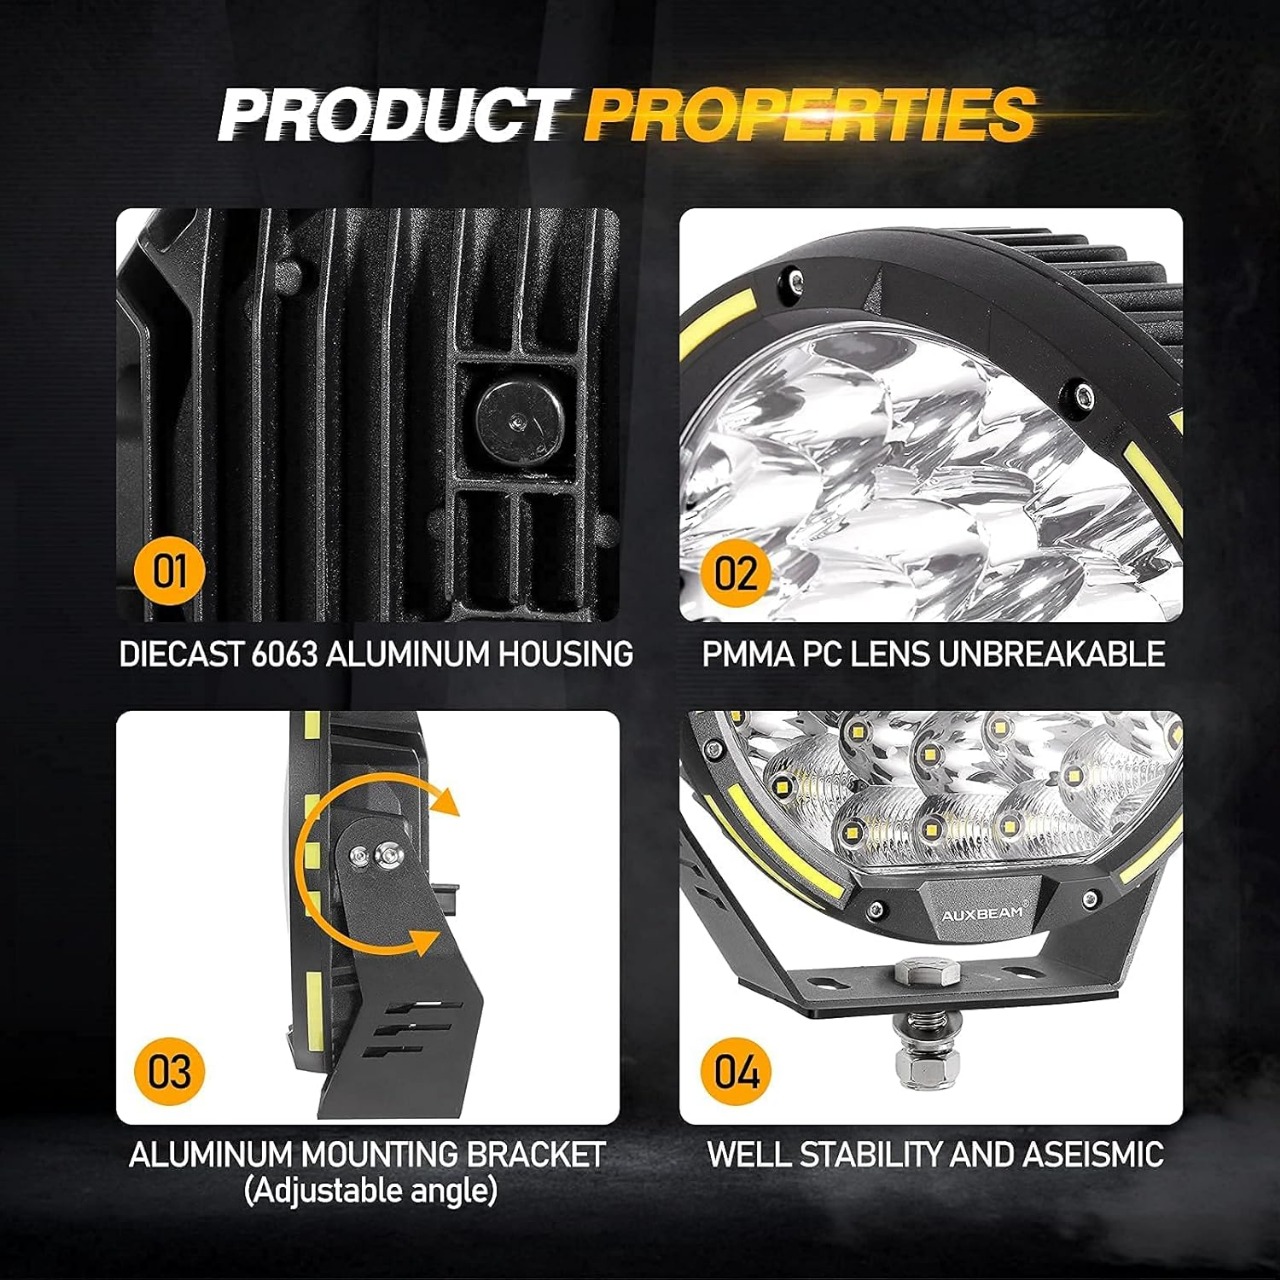 PRODUCT PROPERTIES
01
DIECAST 6063 ALUMINUM HOUSING
02
PMMA PC LENS UNBREAKABLE
03
ALUMINUM MOUNTING BRACKET
(Adjustable angle)
AUXBEAM®
04
WELL STABILITY AND ASEISMIC